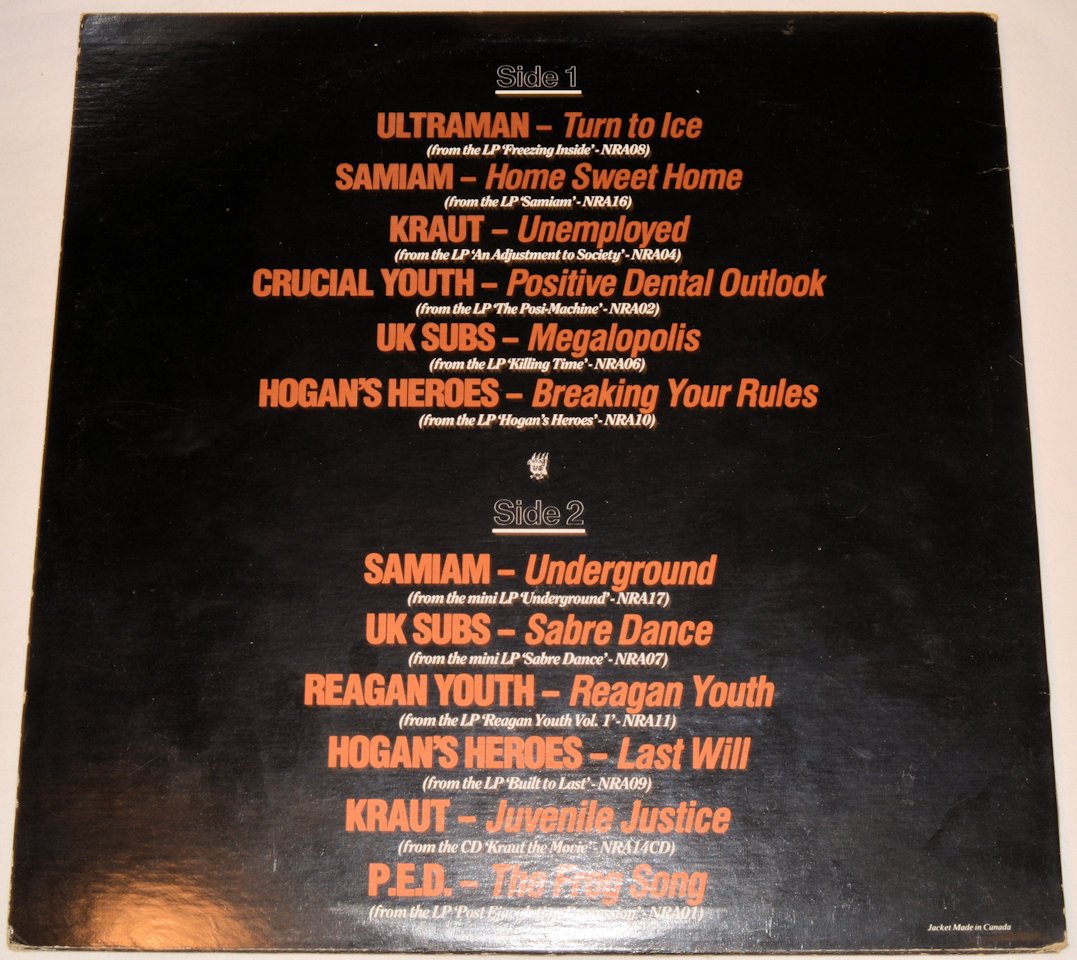 Side 1
ULTRAMAN – Turn to Ice
(from the LP 'Freezing Inside' - NRA08)
SAMIAM – Home Sweet Home
(from the LP 'Samiam' - NRA16)
KRAUT – Unemployed
(from the LP 'An Adjustment to Society' - NRA04)
CRUCIAL YOUTH – Positive Dental Outlook
(from the LP 'The Posi-Machine' - NRA02)
UK SUBS – Megalopolis
(from the LP 'Killing Time' - NRA06)
HOGAN'S HEROES – Breaking Your Rules
(from the LP 'Hogan's Heroes' - NRA10)
Side 2
SAMIAM – Underground
(from the mini LP 'Underground' - NRA17)
UK SUBS – Sabre Dance
(from the mini LP 'Sabre Dance' - NRA07)
REAGAN YOUTH – Reagan Youth
(from the LP 'Reagan Youth Vol. 1' - NRA11)
HOGAN'S HEROES – Last Will
(from the LP 'Built to Last' - NRA09)
KRAUT – Juvenile Justice
(from the CD 'Kraut the Movie' - NRA14CD)
P.E.D. – The Frog Song
(from the LP 'Post - NRA01)
Jacket Made in Canada